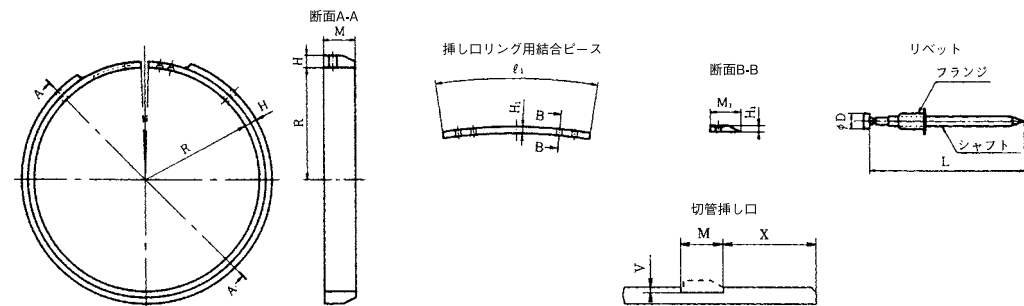 断面A-A
M
H
R
A
H
R
A
挿し口リング用結合ピース
ℓ₁
H₁
B
B
断面B-B
M₁
H₁
リベット
フランジ
φD
シャフト
L
切管挿し口
M
X
V